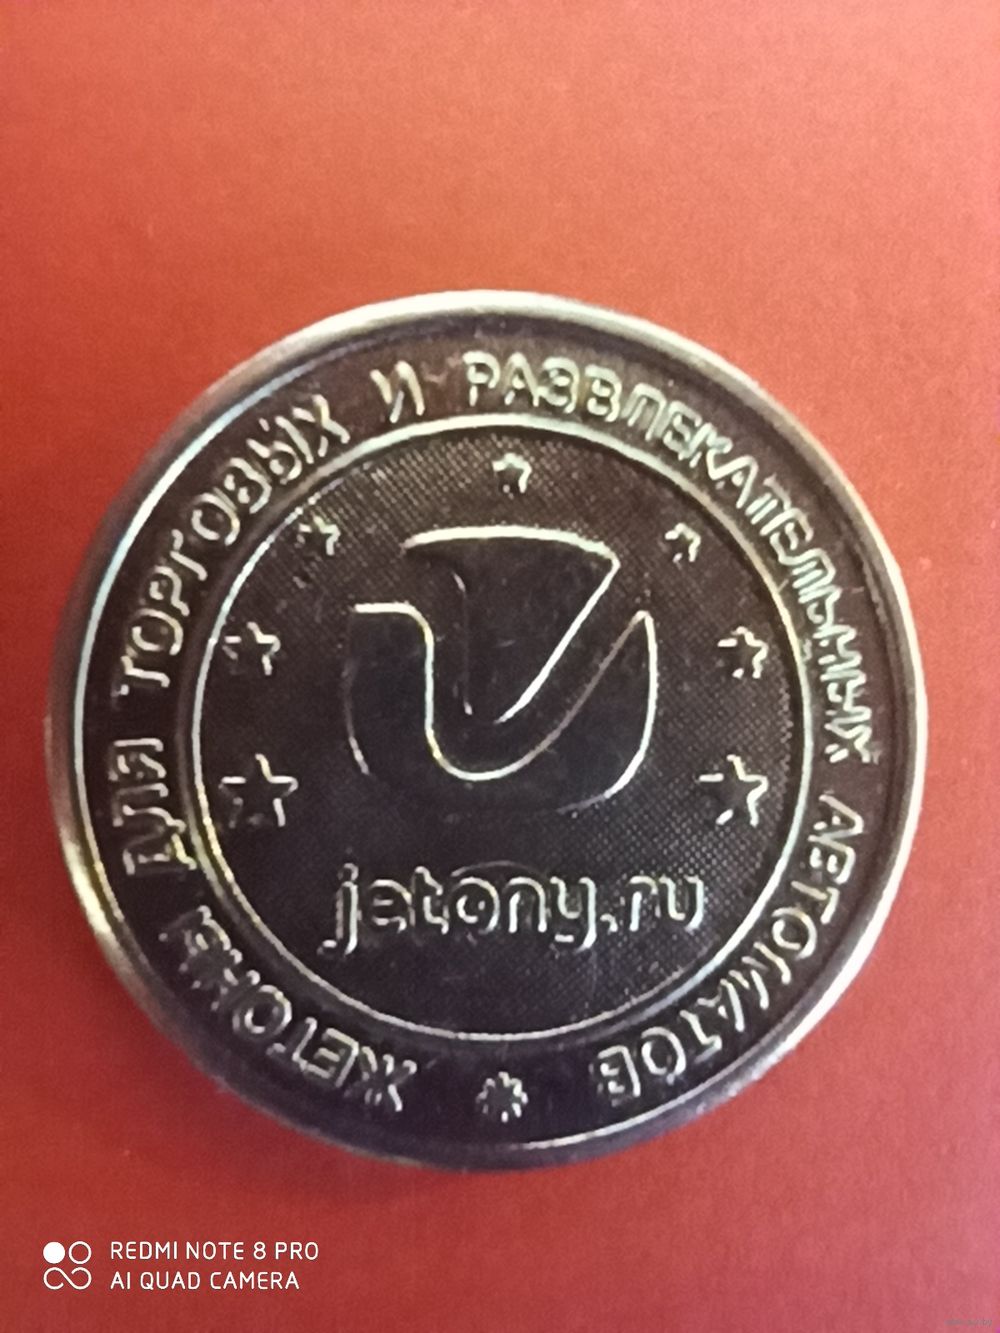 ЖЕТОНЫ ДЛЯ ТОРГОВЫХ И РАЗВЛЕКАТЕЛЬНЫХ АВТОМАТОВ
jetony.ru
REDMI NOTE 8 PRO
AI QUAD CAMERA